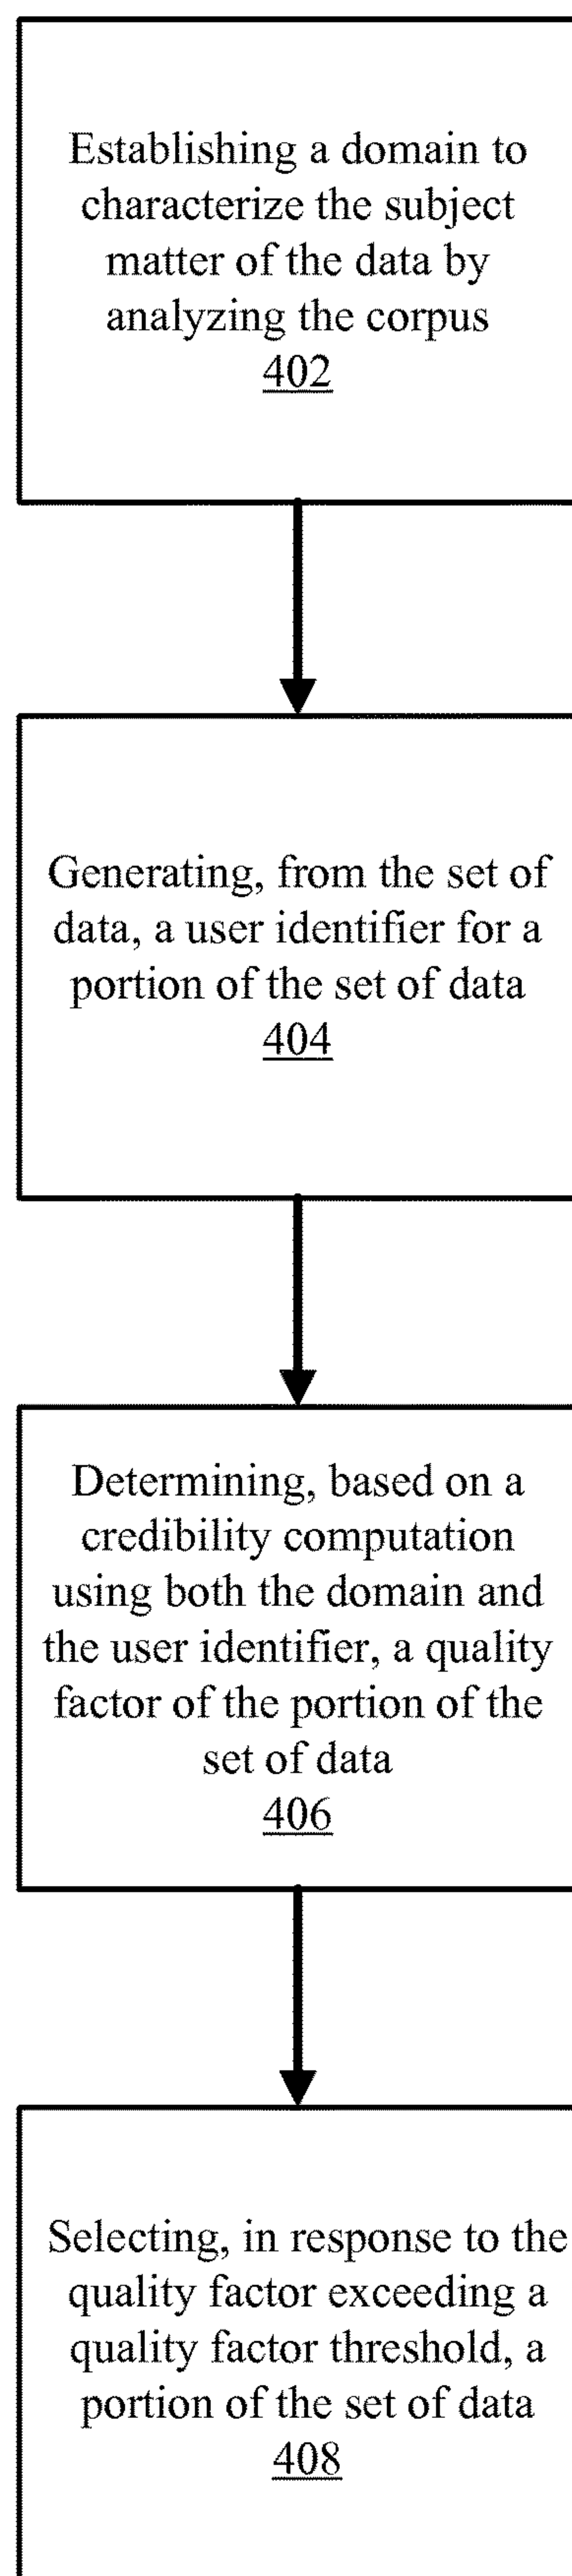 Establishing a domain to
characterize the subject
matter of the data by
analyzing the corpus
402
Generating, from the set of
data, a user identifier for a
portion of the set of data
404
Determining, based on a
credibility computation
using both the domain and
the user identifier, a quality
factor of the portion of the
set of data
406
Selecting, in response to the
quality factor exceeding a
quality factor threshold, a
portion of the set of data
408